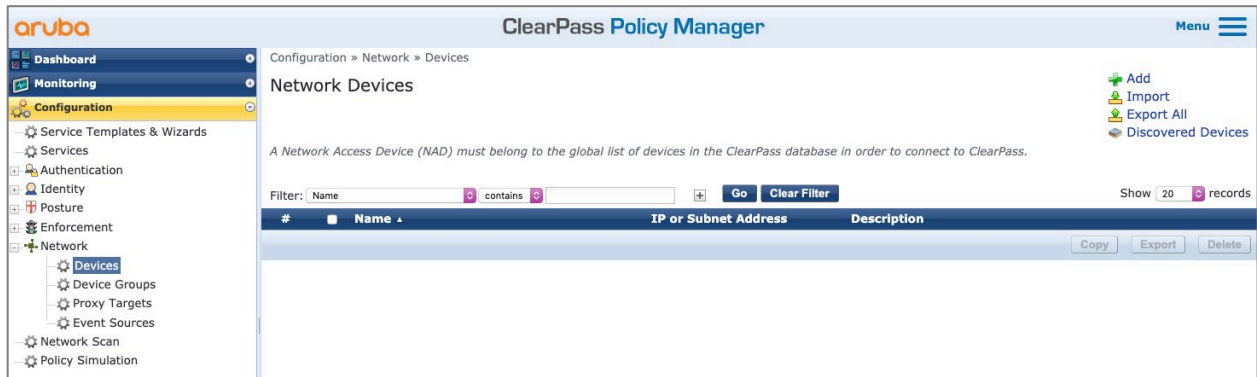 aruba
ClearPass Policy Manager
Menu
Dashboard
Monitoring
Configuration
Service Templates & Wizards
Services
Authentication
Identity
Posture
Enforcement
Network
Devices
Device Groups
Proxy Targets
Event Sources
Network Scan
Policy Simulation
Configuration » Network » Devices
Network Devices
Add
Import
Export All
Discovered Devices
A Network Access Device (NAD) must belong to the global list of devices in the ClearPass database in order to connect to ClearPass.
Filter: Name contains Go Clear Filter Show 20 records
# Name IP or Subnet Address Description
Copy Export Delete